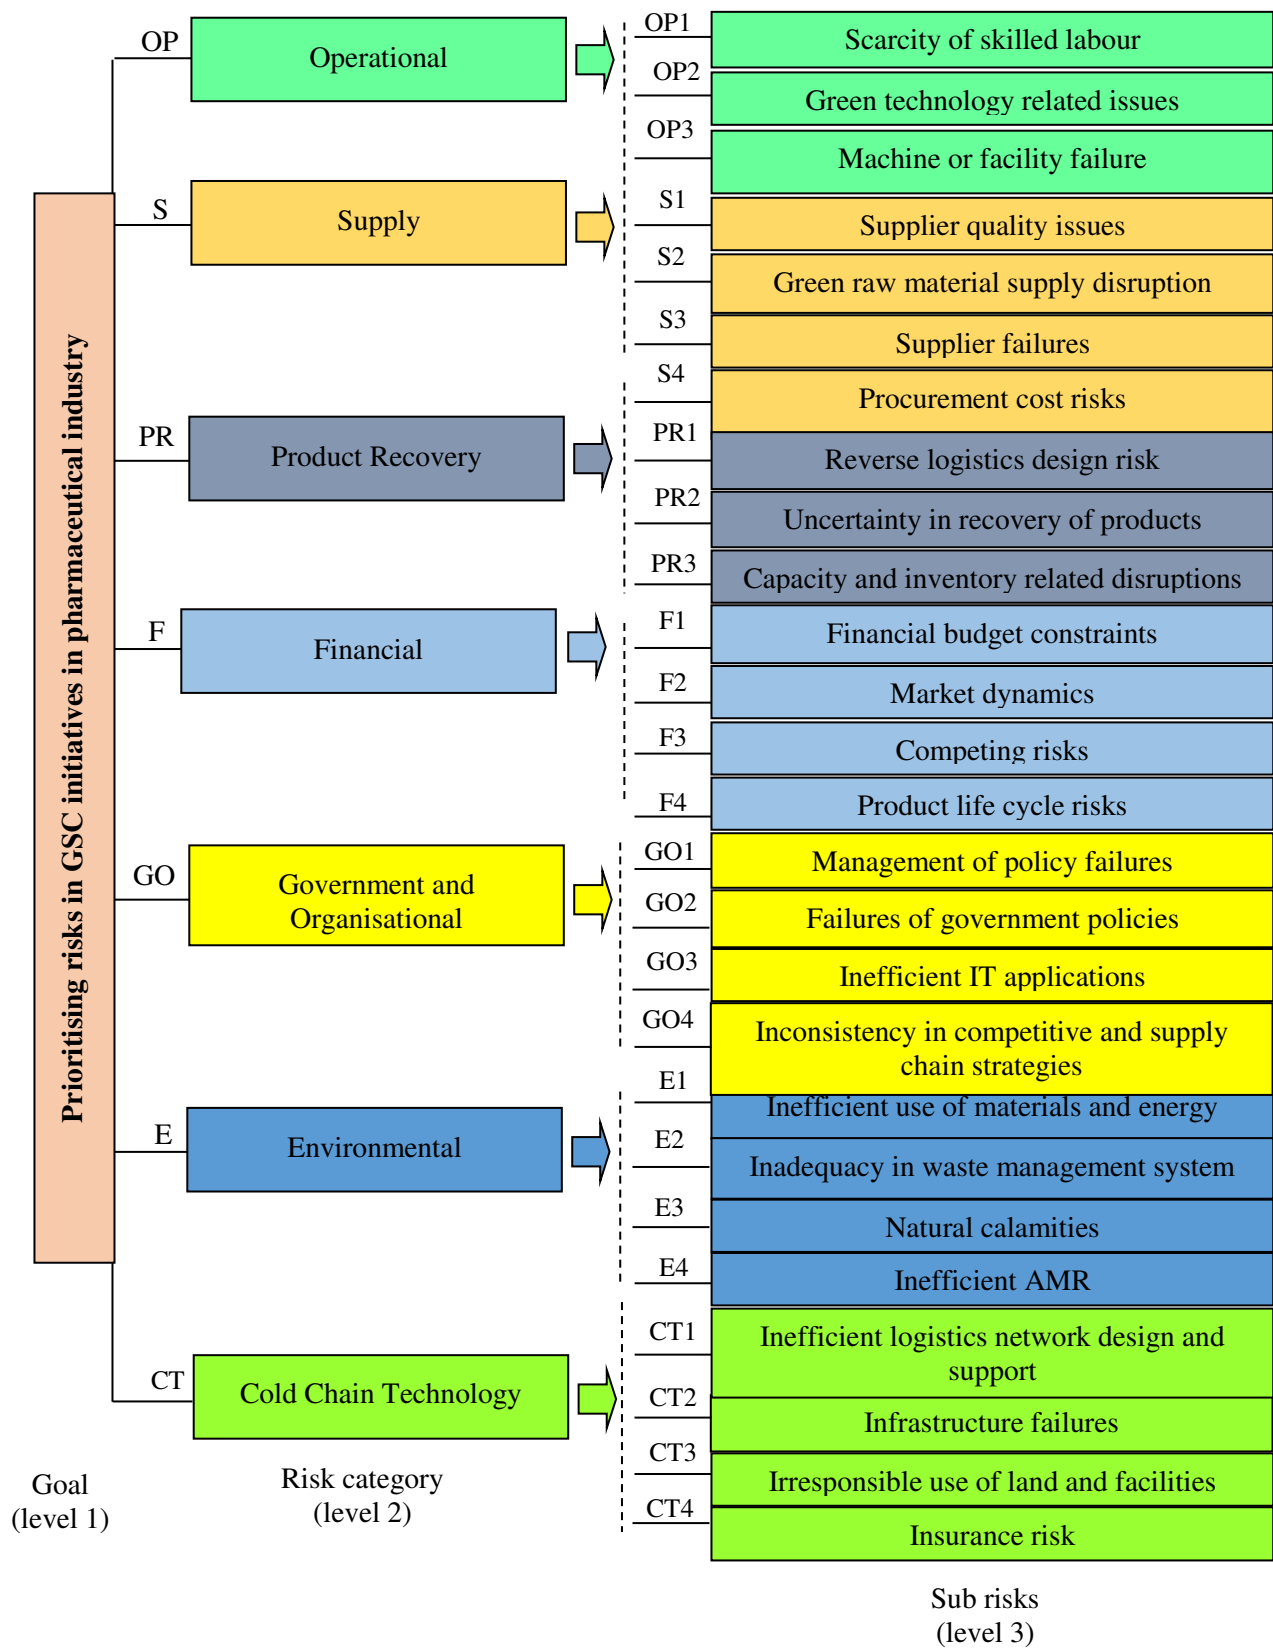 Prioritising risks in GSC initiatives in pharmaceutical industry
OP
Operational
OP1
Scarcity of skilled labour
OP2
Green technology related issues
OP3
Machine or facility failure
S
Supply
S1
Supplier quality issues
S2
Green raw material supply disruption
S3
Supplier failures
S4
Procurement cost risks
PR
Product Recovery
PR1
Reverse logistics design risk
PR2
Uncertainty in recovery of products
PR3
Capacity and inventory related disruptions
F
Financial
F1
Financial budget constraints
F2
Market dynamics
F3
Competing risks
F4
Product life cycle risks
GO
Government and
Organisational
GO1
Management of policy failures
GO2
Failures of government policies
GO3
Inefficient IT applications
GO4
Inconsistency in competitive and supply
chain strategies
E
Environmental
E1
Inefficient use of materials and energy
E2
Inadequacy in waste management system
E3
Natural calamities
E4
Inefficient AMR
CT
Cold Chain Technology
CT1
Inefficient logistics network design and
support
CT2
Infrastructure failures
CT3
Irresponsible use of land and facilities
CT4
Insurance risk
Goal
(level 1)
Risk category
(level 2)
Sub risks
(level 3)